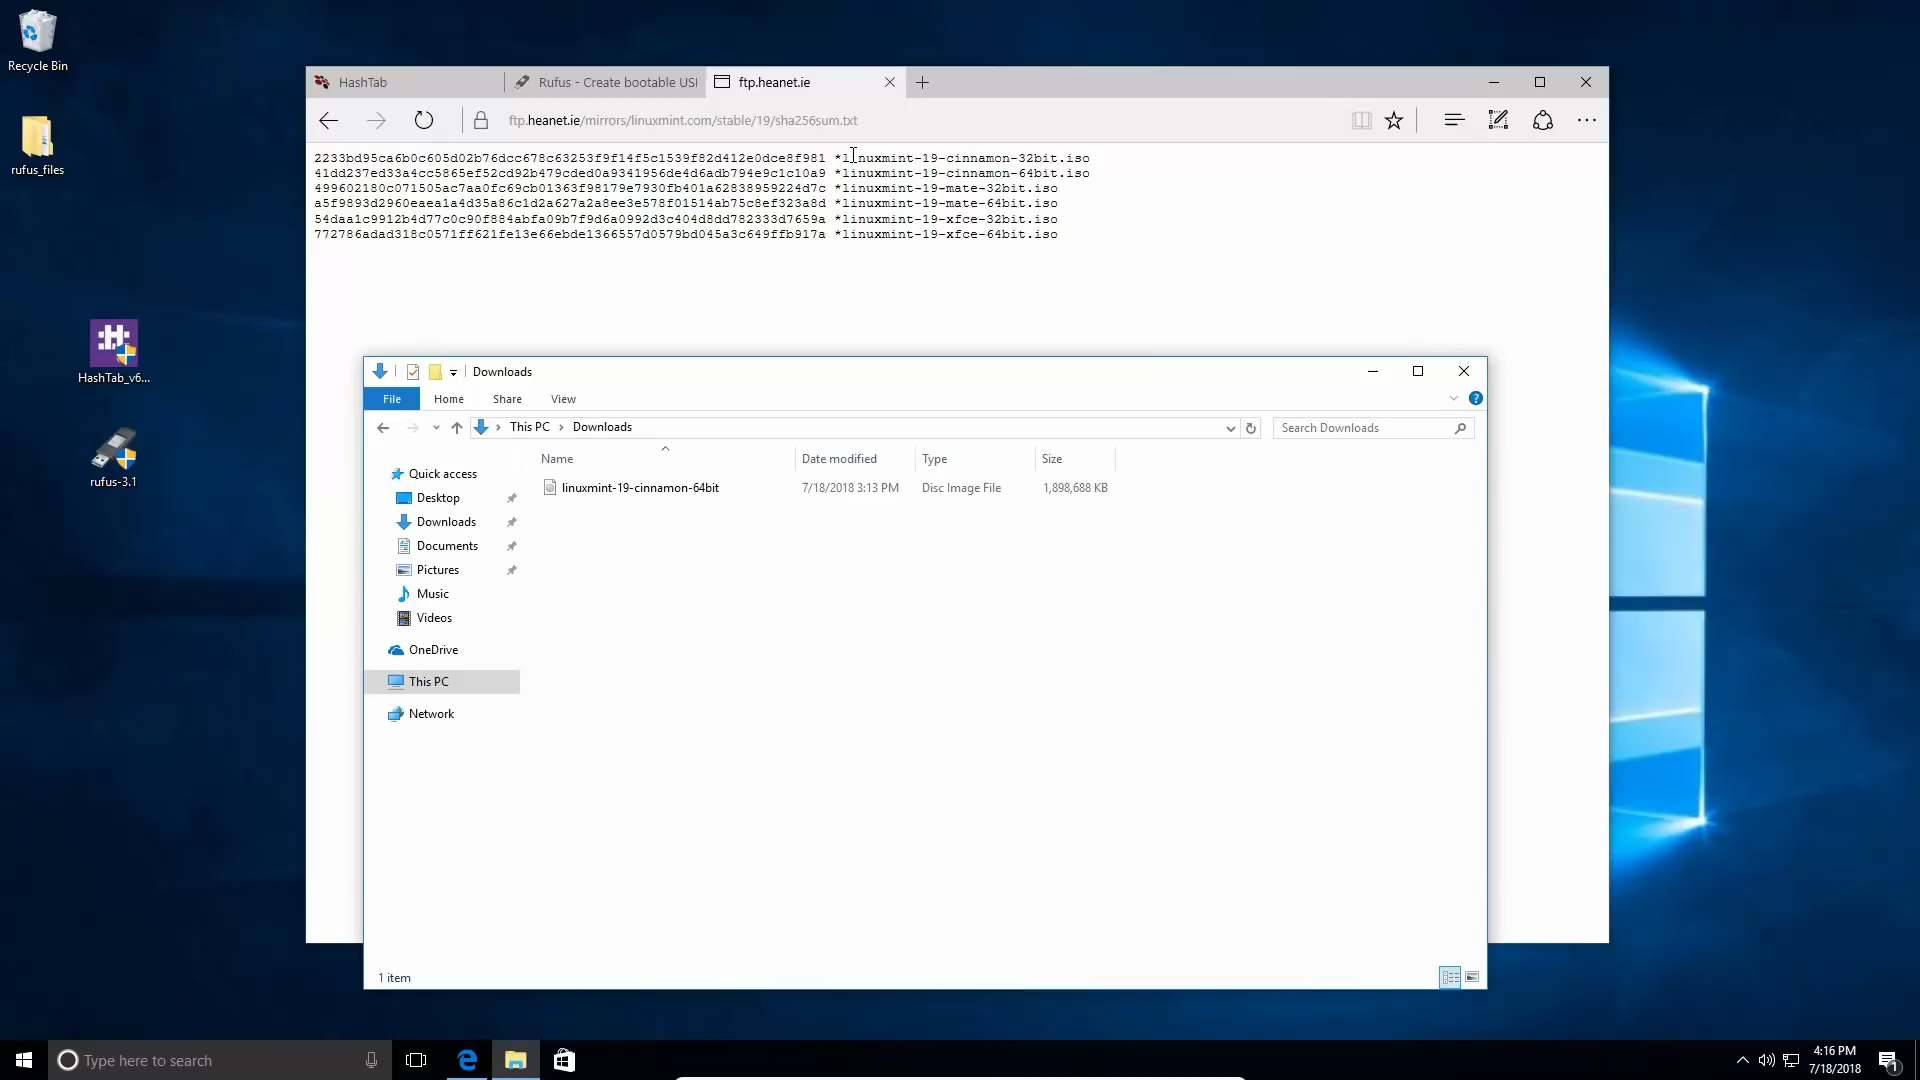 Recycle Bin
rufus_files
HashTab_v6...
rufus-3.1
HashTab
Rufus - Create bootable USI
ftp.heanet.ie
ftp.heanet.ie/mirrors/linuxmint.com/stable/19/sha256sum.txt
2233bd95ca6b0c605d02b76dcc678c63253f9f14f5c1539f82d412e0dce8f981 *linuxmint-19-cinnamon-32bit.iso
41dd237ed33a4cc5865ef52cd92b479cded0a9341956de4d6adb794e9c1c10a9 *linuxmint-19-cinnamon-64bit.iso
499602180c071505ac7aa0fc69cb01363f98179e7930fb401a62838959224d7c *linuxmint-19-mate-32bit.iso
a5f9893d2960eaea1a4d35a86c1d2a627a2a8ee3e578f01514ab75c8ef323a8d *linuxmint-19-mate-64bit.iso
54daa1c9912b4d77c0c90f884abfa09b7f9d6a0992d3c404d8dd782333d7659a *linuxmint-19-xfce-32bit.iso
772786adad318c0571ff621fe13e66ebde1366557d0579bd045a3c649ffb917a *linuxmint-19-xfce-64bit.iso
Downloads
File Home Share View
This PC > Downloads
Search Downloads
Name Date modified Type Size
linuxmint-19-cinnamon-64bit 7/18/2018 3:13 PM Disc Image File 1,898,688 KB
Quick access
Desktop
Downloads
Documents
Pictures
Music
Videos
OneDrive
This PC
Network
1 item
Type here to search
4:16 PM
7/18/2018
1